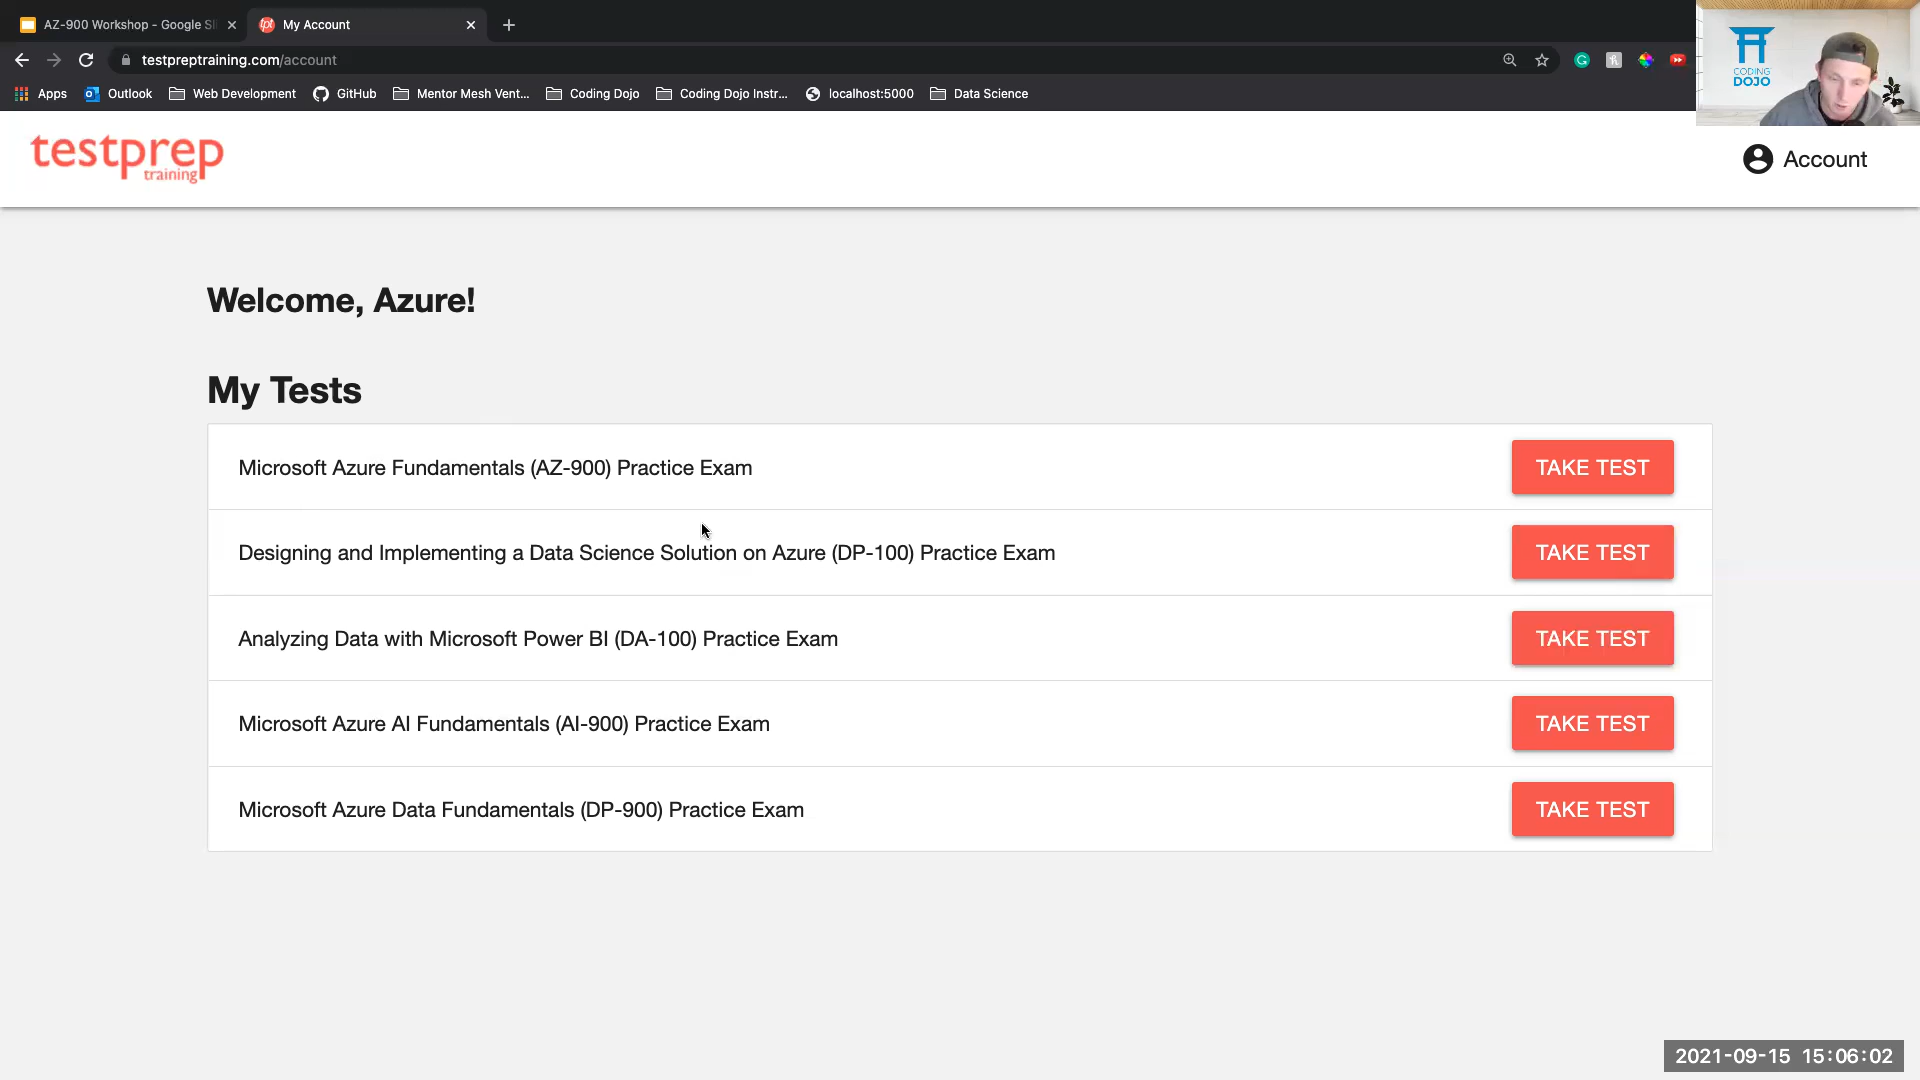 AZ-900 Workshop - Google Sl
My Account
testpreptraining.com/account
Apps
Outlook
Web Development
GitHub
Mentor Mesh Vent...
Coding Dojo
Coding Dojo Instr...
localhost:5000
Data Science
CODING
DOJO
testprep
training
Account
Welcome, Azure!
My Tests
Microsoft Azure Fundamentals (AZ-900) Practice Exam
TAKE TEST
Designing and Implementing a Data Science Solution on Azure (DP-100) Practice Exam
TAKE TEST
Analyzing Data with Microsoft Power BI (DA-100) Practice Exam
TAKE TEST
Microsoft Azure AI Fundamentals (AI-900) Practice Exam
TAKE TEST
Microsoft Azure Data Fundamentals (DP-900) Practice Exam
TAKE TEST
2021-09-15 15:06:02